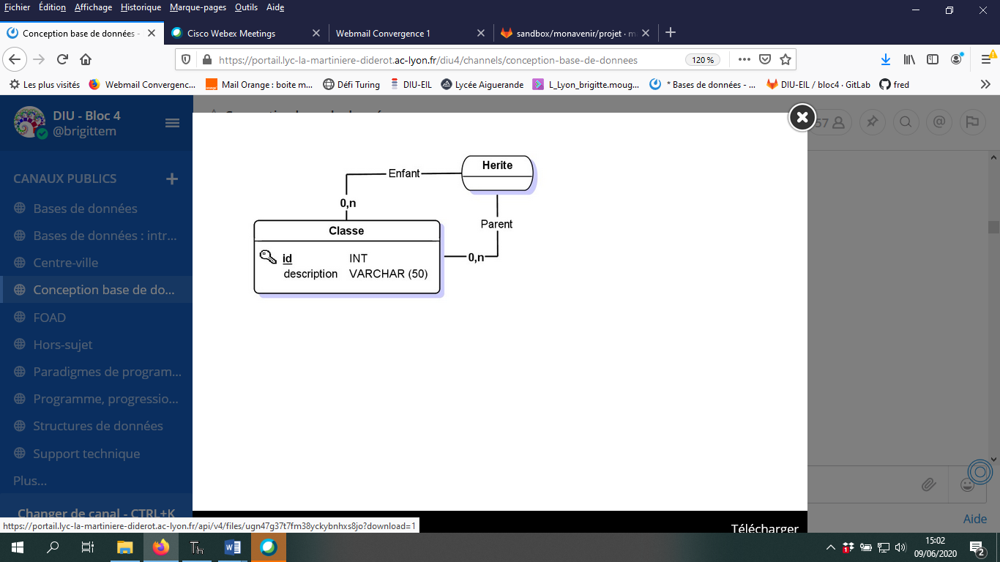 Fichier Édition Affichage Historique Marque-pages Outils Aide
Conception base de données -
Cisco Webex Meetings
Webmail Convergence 1
sandbox/monavenir/projet · m
https://portail.lyc-la-martiniere-diderot.ac-lyon.fr/diu4/channels/conception-base-de-donnees
120 %
Les plus visités
Webmail Convergenc...
Mail Orange : boite m...
Défi Turing
DIU-EIL
Lycée Aiguerande
L_Lyon_brigitte.moug...
* Bases de données - ...
DIU-EIL / bloc4 · GitLab
fred
DIU - Bloc 4
@brigittem
57
CANAUX PUBLICS
Bases de données
Bases de données : intr...
Centre-ville
Conception base de do...
FOAD
Hors-sujet
Paradigmes de program...
Programme, progressio...
Structures de données
Support technique
Plus...
Changer de canal - CTRL+K
Herite
Enfant
0,n
Parent
0,n
Classe
id INT
description VARCHAR (50)
Télécharger
Aide
https://portail.lyc-la-martiniere-diderot.ac-lyon.fr/api/v4/files/ugn47g37t7fm38yckybnhxs8jo?download=1
15:02
09/06/2020
2